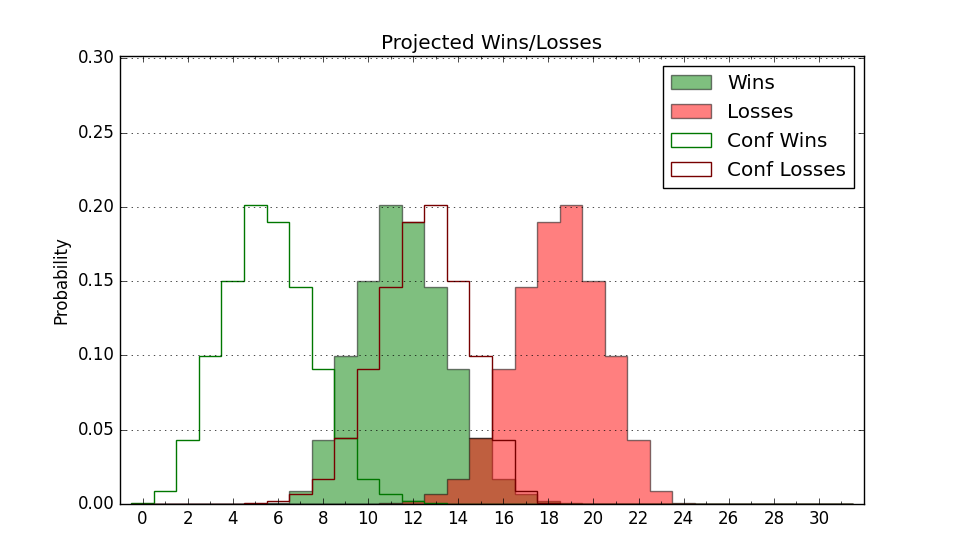 Projected Wins/Losses
0.30
0.25
0.20
0.15
0.10
0.05
0.00
Probability
Wins
Losses
Conf Wins
Conf Losses
0 2 4 6 8 10 12 14 16 18 20 22 24 26 28 30